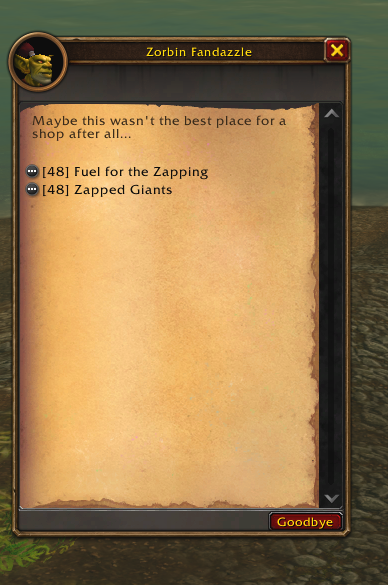 Zorbin Fandazzle
Maybe this wasn't the best place for a
shop after all...
[48] Fuel for the Zapping
[48] Zapped Giants
Goodbye